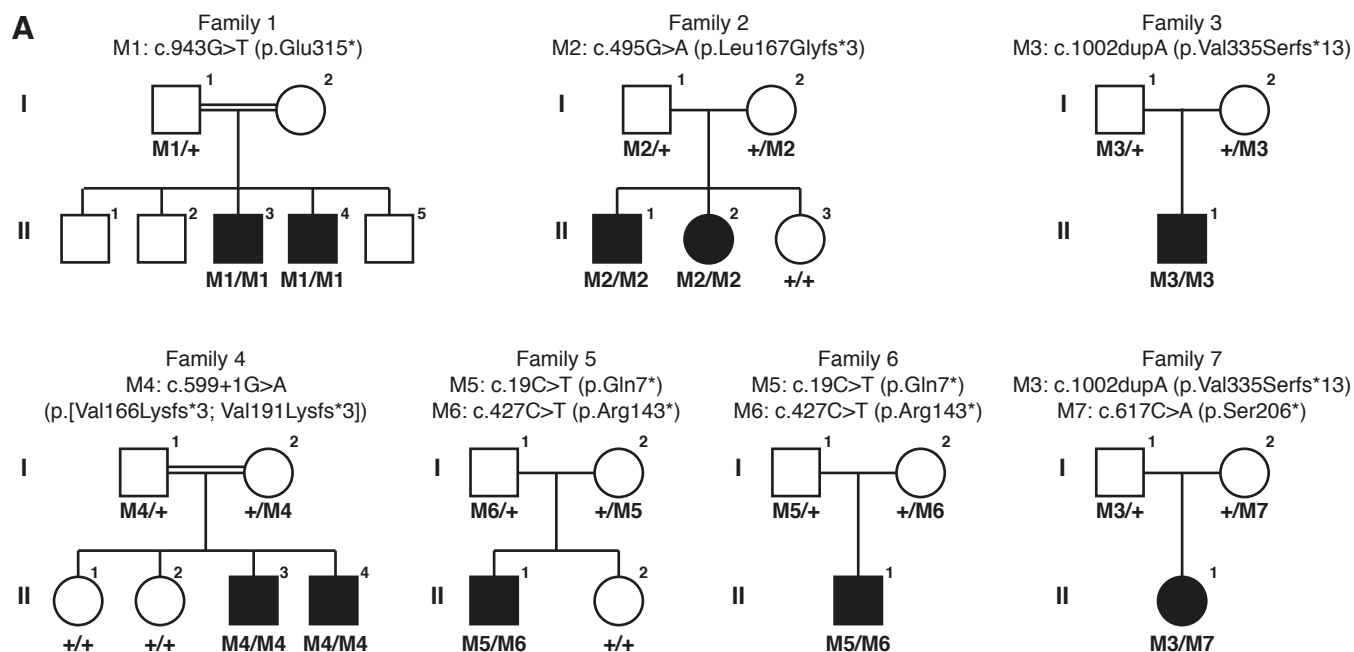 A
Family 1
M1: c.943G>T (p.Glu315*)
Family 2
M2: c.495G>A (p.Leu167Glyfs*3)
Family 3
M3: c.1002dupA (p.Val335Serfs*13)
I
1 2
M1/+
I
1 2
M2/+ +/M2
I
1 2
M3/+ +/M3
II
1 2 3 4 5
M1/M1 M1/M1
II
1 2 3
M2/M2 M2/M2 +/+
II
1
M3/M3
Family 4
M4: c.599+1G>A
(p.[Val166Lysfs*3; Val191Lysfs*3])
Family 5
M5: c.19C>T (p.Gln7*)
M6: c.427C>T (p.Arg143*)
Family 6
M5: c.19C>T (p.Gln7*)
M6: c.427C>T (p.Arg143*)
Family 7
M3: c.1002dupA (p.Val335Serfs*13)
M7: c.617C>A (p.Ser206*)
I
1 2
M4/+ +/M4
I
1 2
M6/+ +/M5
I
1 2
M5/+ +/M6
I
1 2
M3/+ +/M7
II
1 2 3 4
+/+ +/+ M4/M4 M4/M4
II
1 2
M5/M6 +/+
II
1
M5/M6
II
1
M3/M7